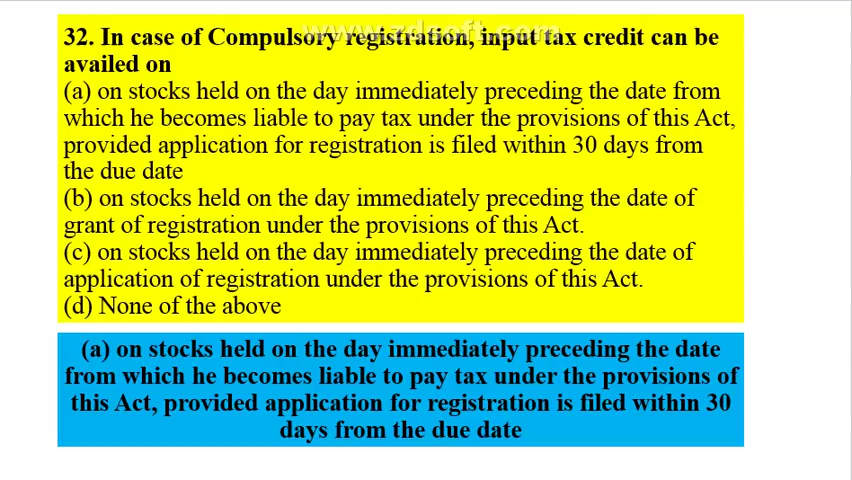 www.zdsoft.com
32. In case of Compulsory registration, input tax credit can be
availed on
(a) on stocks held on the day immediately preceding the date from
which he becomes liable to pay tax under the provisions of this Act,
provided application for registration is filed within 30 days from
the due date
(b) on stocks held on the day immediately preceding the date of
grant of registration under the provisions of this Act.
(c) on stocks held on the day immediately preceding the date of
application of registration under the provisions of this Act.
(d) None of the above
(a) on stocks held on the day immediately preceding the date
from which he becomes liable to pay tax under the provisions of
this Act, provided application for registration is filed within 30
days from the due date